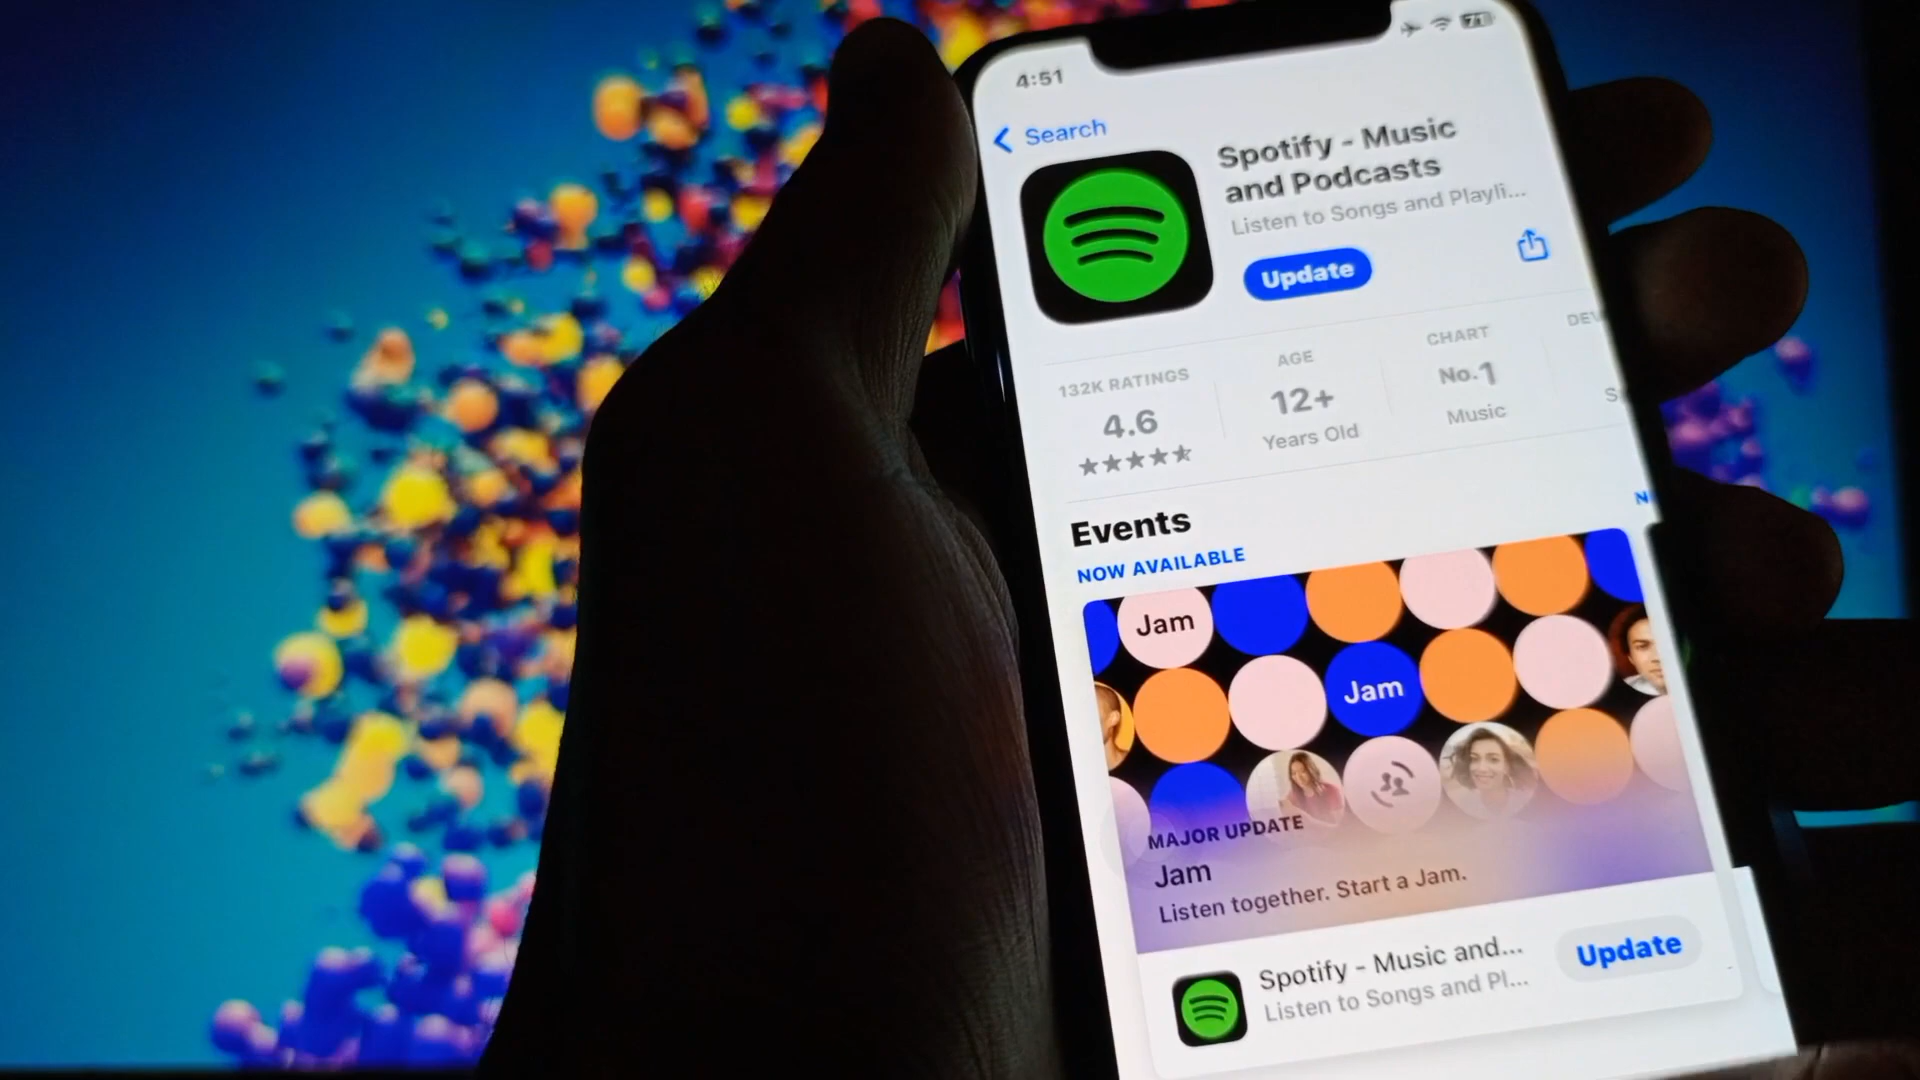 4:51
71
Search
Spotify - Music
and Podcasts
Listen to Songs and Playli...
Update
132K RATINGS
4.6
AGE
12+
Years Old
CHART
No.1
Music
Events
NOW AVAILABLE
Jam
Jam
MAJOR UPDATE
Jam
Listen together. Start a Jam.
Spotify - Music and...
Listen to Songs and Pl...
Update